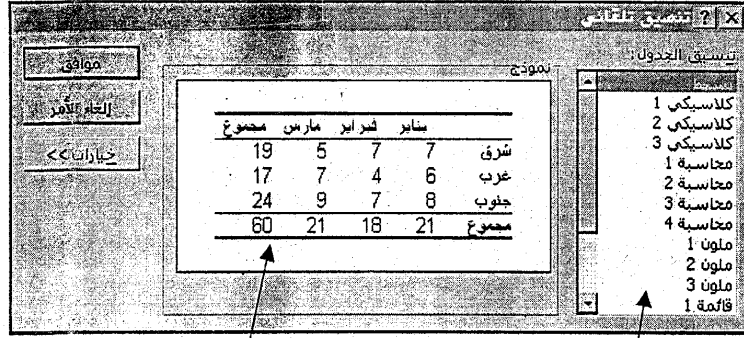 تنسيق تلقائي
تنسيق الجدول:
بسيط
كلاسيكي 1
كلاسيكي 2
كلاسيكي 3
محاسبة 1
محاسبة 2
محاسبة 3
محاسبة 4
ملون 1
ملون 2
ملون 3
قائمة 1
نموذج
يناير فبراير مارس مجموع
شرق 7 7 5 19
غرب 6 4 7 17
جنوب 8 7 9 24
مجموع 21 18 21 60
موافق
إلغاء الأمر
خيارات >>